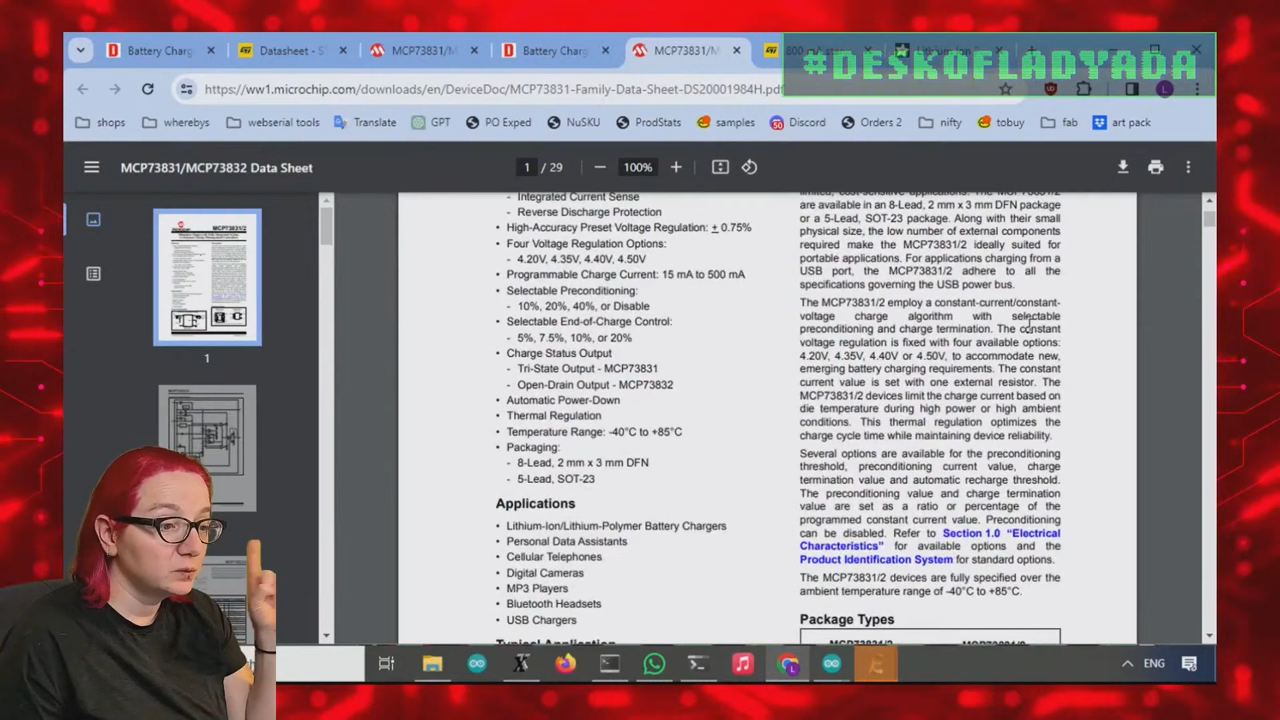 #DESKOFLADYADA
Battery Charg
Datasheet - S
MCP73831/M
Battery Charg
MCP73831/M
https://ww1.microchip.com/downloads/en/DeviceDoc/MCP73831-Family-Data-Sheet-DS20001984H.pdf
shops
whereby
webserial tools
Translate
GPT
PO Exped
NuSKU
ProdStats
samples
Discord
Orders 2
nifty
tobuy
fab
art pack
MCP73831/MCP73832 Data Sheet
1 / 29
100%
1
Integrated Current Sense
- Reverse Discharge Protection
• High-Accuracy Preset Voltage Regulation: + 0.75%
• Four Voltage Regulation Options:
- 4.20V, 4.35V, 4.40V, 4.50V
• Programmable Charge Current: 15 mA to 500 mA
• Selectable Preconditioning:
- 10%, 20%, 40%, or Disable
• Selectable End-of-Charge Control:
- 5%, 7.5%, 10%, or 20%
• Charge Status Output
- Tri-State Output - MCP73831
- Open-Drain Output - MCP73832
• Automatic Power-Down
• Thermal Regulation
• Temperature Range: -40°C to +85°C
• Packaging:
- 8-Lead, 2 mm x 3 mm DFN
- 5-Lead, SOT-23
Applications
• Lithium-Ion/Lithium-Polymer Battery Chargers
• Personal Data Assistants
• Cellular Telephones
• Digital Cameras
• MP3 Players
• Bluetooth Headsets
• USB Chargers
Typical Application
limited, cost-sensitive applications. The MCP73831/2
are available in an 8-Lead, 2 mm x 3 mm DFN package
or a 5-Lead, SOT-23 package. Along with their small
physical size, the low number of external components
required make the MCP73831/2 ideally suited for
portable applications. For applications charging from a
USB port, the MCP73831/2 adhere to all the
specifications governing the USB power bus.
The MCP73831/2 employ a constant-current/constant-
voltage charge algorithm with selectable
preconditioning and charge termination. The constant
voltage regulation is fixed with four available options:
4.20V, 4.35V, 4.40V or 4.50V, to accommodate new,
emerging battery charging requirements. The constant
current value is set with one external resistor. The
MCP73831/2 devices limit the charge current based on
die temperature during high power or high ambient
conditions. This thermal regulation optimizes the
charge cycle time while maintaining device reliability.
Several options are available for the preconditioning
threshold, preconditioning current value, charge
termination value and automatic recharge threshold.
The preconditioning value and charge termination
value are set as a ratio or percentage of the
programmed constant current value. Preconditioning
can be disabled. Refer to Section 1.0 “Electrical
Characteristics” for available options and the
Product Identification System for standard options.
The MCP73831/2 devices are fully specified over the
ambient temperature range of -40°C to +85°C.
Package Types
ENG